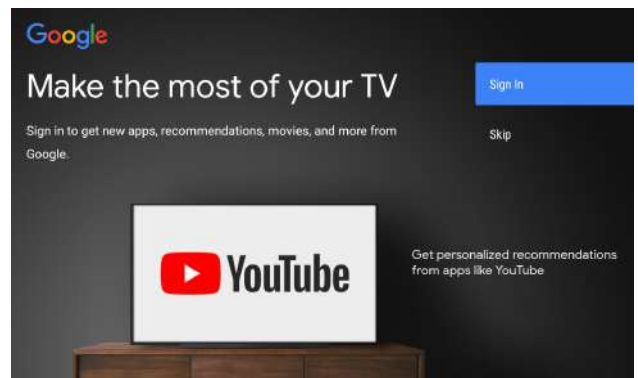 Google
Make the most of your TV
Sign in to get new apps, recommendations, movies, and more from
Google.
Sign In
Skip
YouTube
Get personalized recommendations
from apps like YouTube